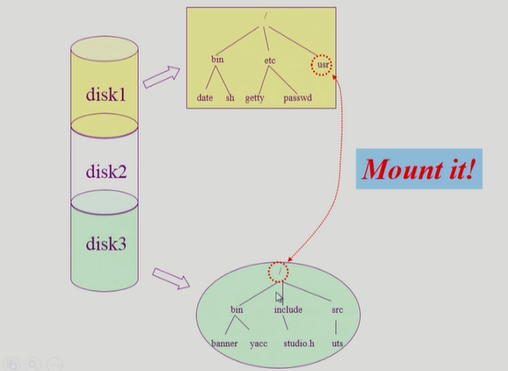 /
bin etc usr
date sh getty passwd
disk1
Mount it!
disk2
disk3
/
bin include src
banner yacc studio.h uts